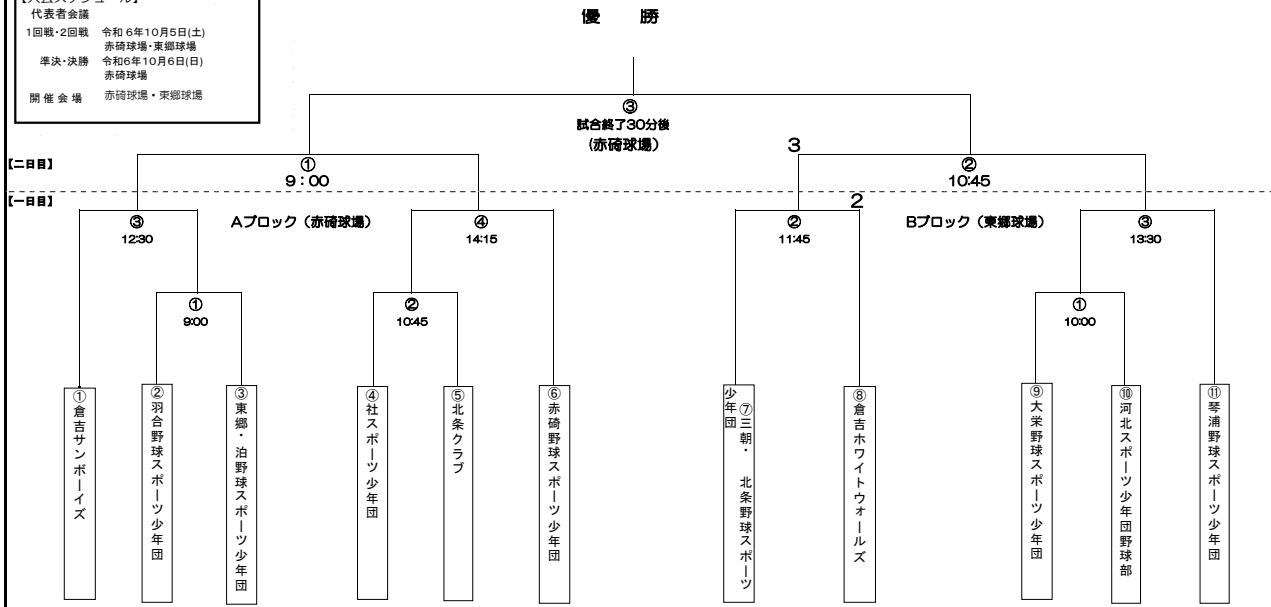 【大会スケジュール】
代表者会議
1回戦・2回戦 令和6年10月5日(土)
赤碕球場・東郷球場
準決・決勝 令和6年10月6日(日)
赤碕球場
開催会場 赤碕球場・東郷球場
優 勝
③
試合終了30分後
(赤碕球場)
3
【二日目】
①
9:00
②
10:45
【一日目】
2
③
12:30
Aブロック(赤碕球場)
④
14:15
②
11:45
Bブロック(東郷球場)
③
13:30
①
9:00
②
10:45
①
10:00
①倉吉サンボーイズ
②羽合野球スポーツ少年団
③東郷・泊野球スポーツ少年団
④社スポーツ少年団
⑤北条クラブ
⑥赤碕野球スポーツ少年団
⑦三朝・ 北条野球スポーツ
少年団
⑧倉吉ホワイトウォールズ
⑨大栄野球スポーツ少年団
⑩河北スポーツ少年団野球部
⑪琴浦野球スポーツ少年団